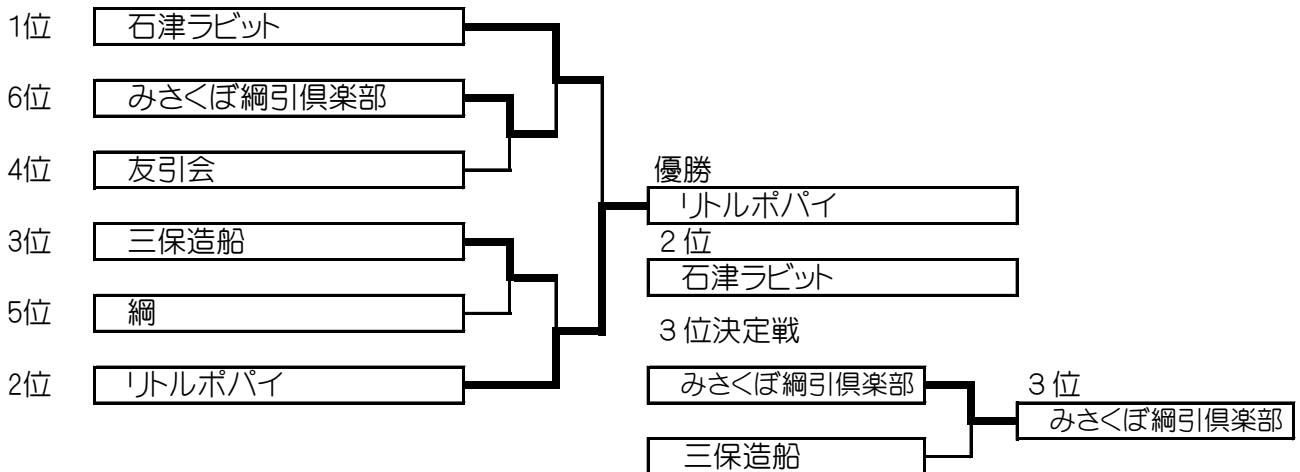 1位 石津ラビット
6位 みさくぼ綱引倶楽部
4位 友引会
3位 三保造船
5位 綱
2位 リトルポパイ
優勝
リトルポパイ
２位
石津ラビット
３位決定戦
みさくぼ綱引倶楽部
三保造船
３位
みさくぼ綱引倶楽部